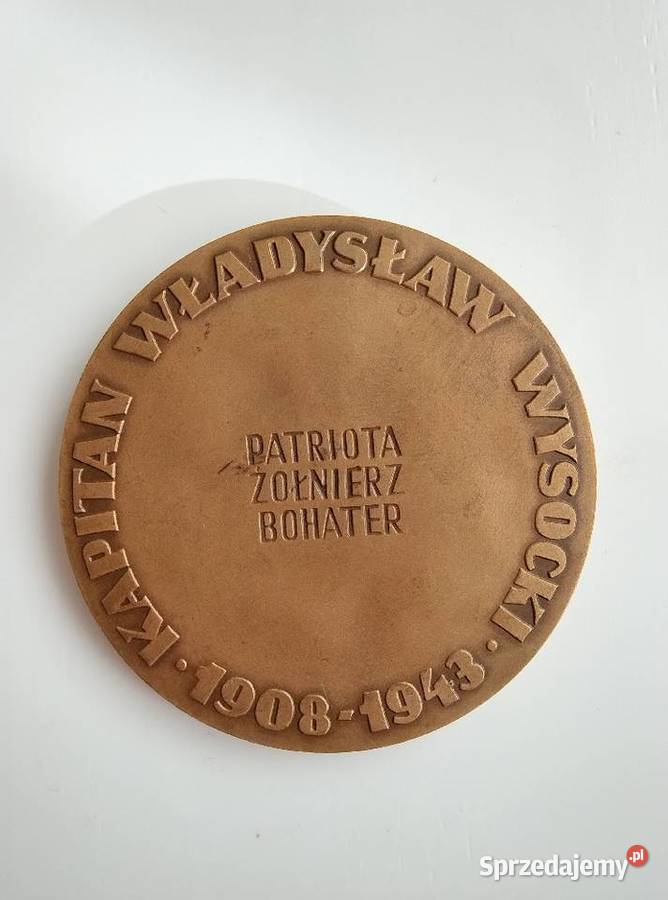 KAPITAN WŁADYSŁAW WYSOCKI · 1908-1943 ·
PATRIOTA
ŻOŁNIERZ
BOHATER
Sprzedajemy.pl